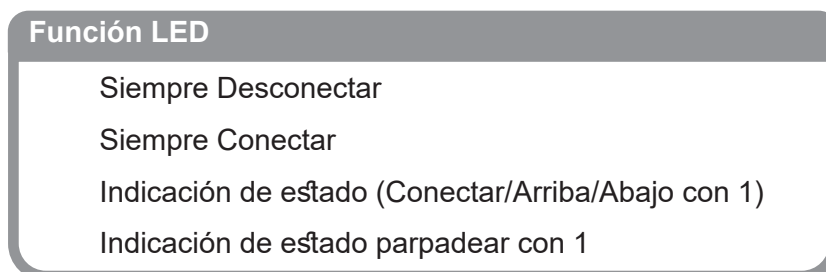 Función LED
Siempre Desconectar
Siempre Conectar
Indicación de estado (Conectar/Arriba/Abajo con 1)
Indicación de estado parpadear con 1